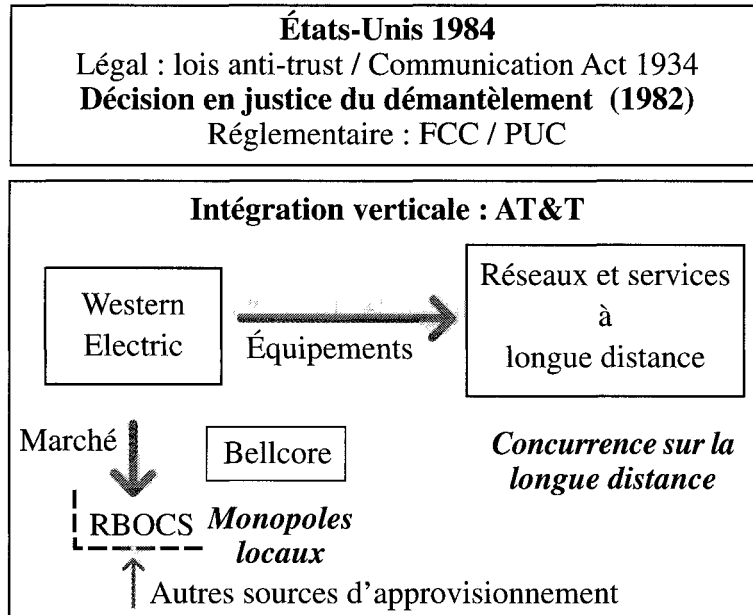 États-Unis 1984
Légal : lois anti-trust / Communication Act 1934
Décision en justice du démantèlement (1982)
Réglementaire : FCC / PUC
Intégration verticale : AT&T
Western
Electric
Équipements
Réseaux et services
à
longue distance
Marché
Bellcore
Concurrence sur la
longue distance
RBOCS
Monopoles
locaux
Autres sources d'approvisionnement